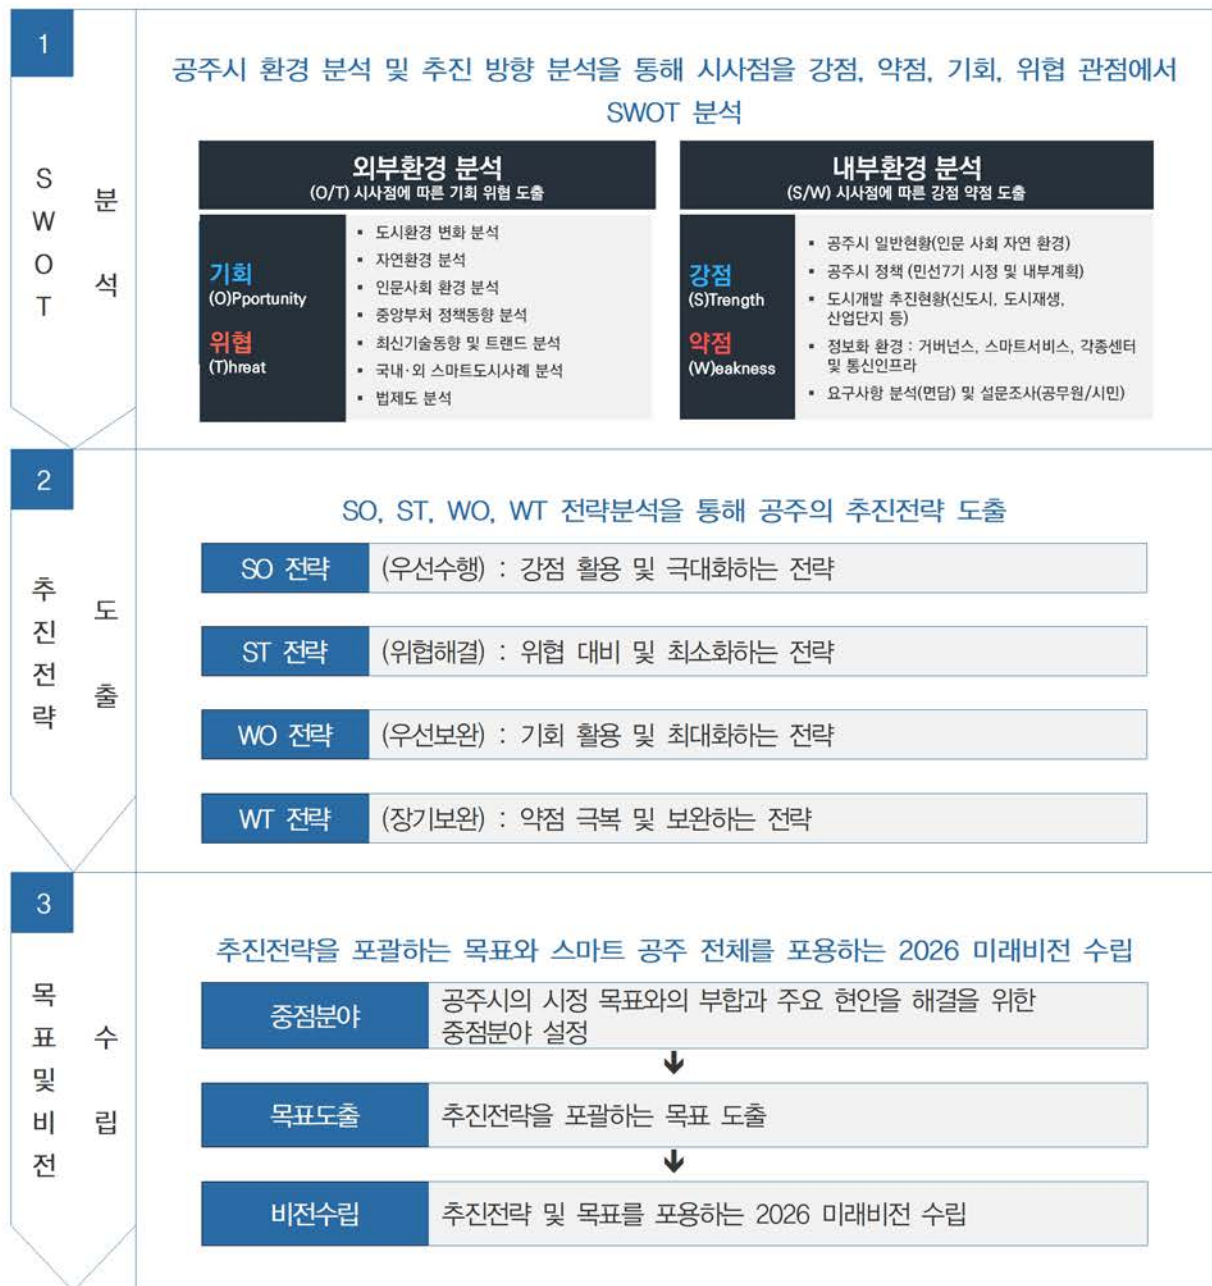 1
SWOT 분석
공주시 환경 분석 및 추진 방향 분석을 통해 시사점을 강점, 약점, 기회, 위협 관점에서
SWOT 분석
외부환경 분석
(O/T) 시사점에 따른 기회 위협 도출
기회
(O)Pportunity
위협
(T)hreat
▪ 도시환경 변화 분석
▪ 자연환경 분석
▪ 인문사회 환경 분석
▪ 중앙부처 정책동향 분석
▪ 최신기술동향 및 트랜드 분석
▪ 국내·외 스마트도시사례 분석
▪ 법제도 분석
내부환경 분석
(S/W) 시사점에 따른 강점 약점 도출
강점
(S)Trength
약점
(W)eakness
▪ 공주시 일반현황(인문 사회 자연 환경)
▪ 공주시 정책 (민선7기 시정 및 내부계획)
▪ 도시개발 추진현황(신도시, 도시재생,
산업단지 등)
▪ 정보화 환경 : 거버넌스, 스마트서비스, 각종센터
및 통신인프라
▪ 요구사항 분석(면담) 및 설문조사(공무원/시민)
2
추진전략 도출
SO, ST, WO, WT 전략분석을 통해 공주의 추진전략 도출
SO 전략 (우선수행) : 강점 활용 및 극대화하는 전략
ST 전략 (위협해결) : 위협 대비 및 최소화하는 전략
WO 전략 (우선보완) : 기회 활용 및 최대화하는 전략
WT 전략 (장기보완) : 약점 극복 및 보완하는 전략
3
목표및비전 수립
추진전략을 포괄하는 목표와 스마트 공주 전체를 포용하는 2026 미래비전 수립
중점분야
공주시의 시정 목표와의 부합과 주요 현안을 해결을 위한
중점분야 설정
목표도출 추진전략을 포괄하는 목표 도출
비전수립 추진전략 및 목표를 포용하는 2026 미래비전 수립